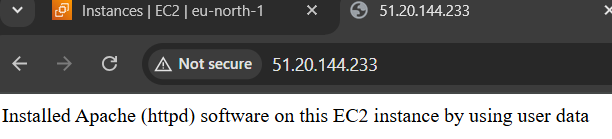 Instances | EC2 | eu-north-1
51.20.144.233
Not secure
51.20.144.233
Installed Apache (httpd) software on this EC2 instance by using user data